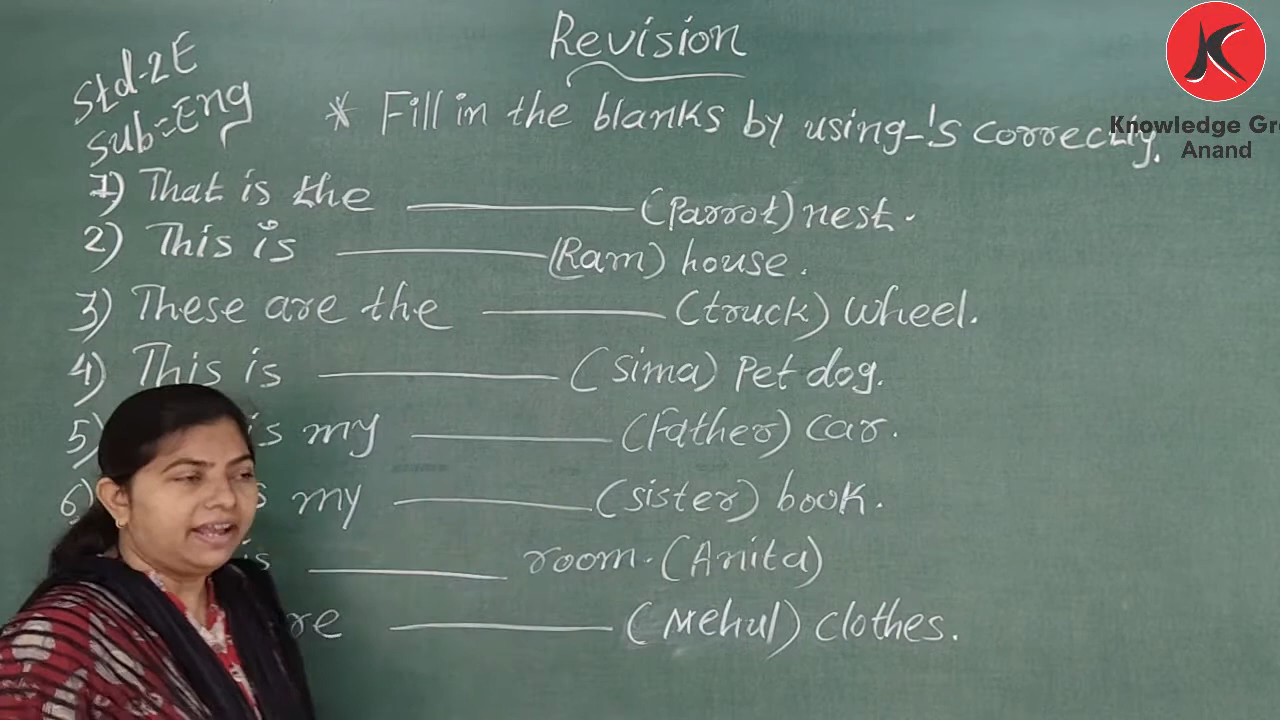 Revision
Std-2E
Sub:-Eng
* Fill in the blanks by using-'s correctly.
Knowledge Gr
Anand
1) That is the ________ (Parrot) nest.
2) This is ________ (Ram) house.
3) These are the ________ (truck) wheel.
4) This is ________ (sima) pet dog.
5) is my ________ (Father) car.
6) my ________ (sister) book.
is ________ room. (Anita)
________ (Mehul) clothes.